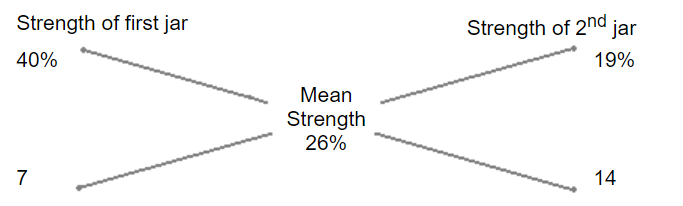 Strength of first jar
40%
Strength of 2nd jar
19%
Mean
Strength
26%
7
14